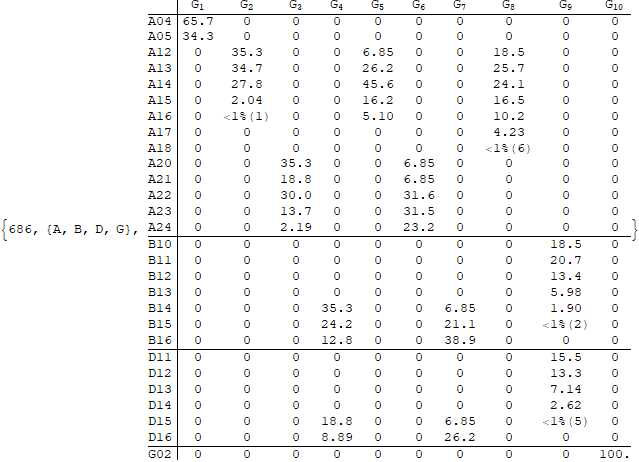 G₁ G₂ G₃ G₄ G₅ G₆ G₇ G₈ G₉ G₁₀
A04 65.7 0 0 0 0 0 0 0 0 0
A05 34.3 0 0 0 0 0 0 0 0 0
A12 0 35.3 0 0 6.85 0 0 18.5 0 0
A13 0 34.7 0 0 26.2 0 0 25.7 0 0
A14 0 27.8 0 0 45.6 0 0 24.1 0 0
A15 0 2.04 0 0 16.2 0 0 16.5 0 0
A16 0 <1%(1) 0 0 5.10 0 0 10.2 0 0
A17 0 0 0 0 0 0 0 4.23 0 0
A18 0 0 0 0 0 0 0 <1%(6) 0 0
A20 0 0 35.3 0 0 6.85 0 0 0 0
A21 0 0 18.8 0 0 6.85 0 0 0 0
A22 0 0 30.0 0 0 31.6 0 0 0 0
A23 0 0 13.7 0 0 31.5 0 0 0 0
{686, {A, B, D, G}, A24 0 0 2.19 0 0 23.2 0 0 0 0 }
B10 0 0 0 0 0 0 0 0 18.5 0
B11 0 0 0 0 0 0 0 0 20.7 0
B12 0 0 0 0 0 0 0 0 13.4 0
B13 0 0 0 0 0 0 0 0 5.98 0
B14 0 0 0 35.3 0 0 6.85 0 1.90 0
B15 0 0 0 24.2 0 0 21.1 0 <1%(2) 0
B16 0 0 0 12.8 0 0 38.9 0 0 0
D11 0 0 0 0 0 0 0 0 15.5 0
D12 0 0 0 0 0 0 0 0 13.3 0
D13 0 0 0 0 0 0 0 0 7.14 0
D14 0 0 0 0 0 0 0 0 2.62 0
D15 0 0 0 18.8 0 0 6.85 0 <1%(5) 0
D16 0 0 0 8.89 0 0 26.2 0 0 0
G02 0 0 0 0 0 0 0 0 0 100.